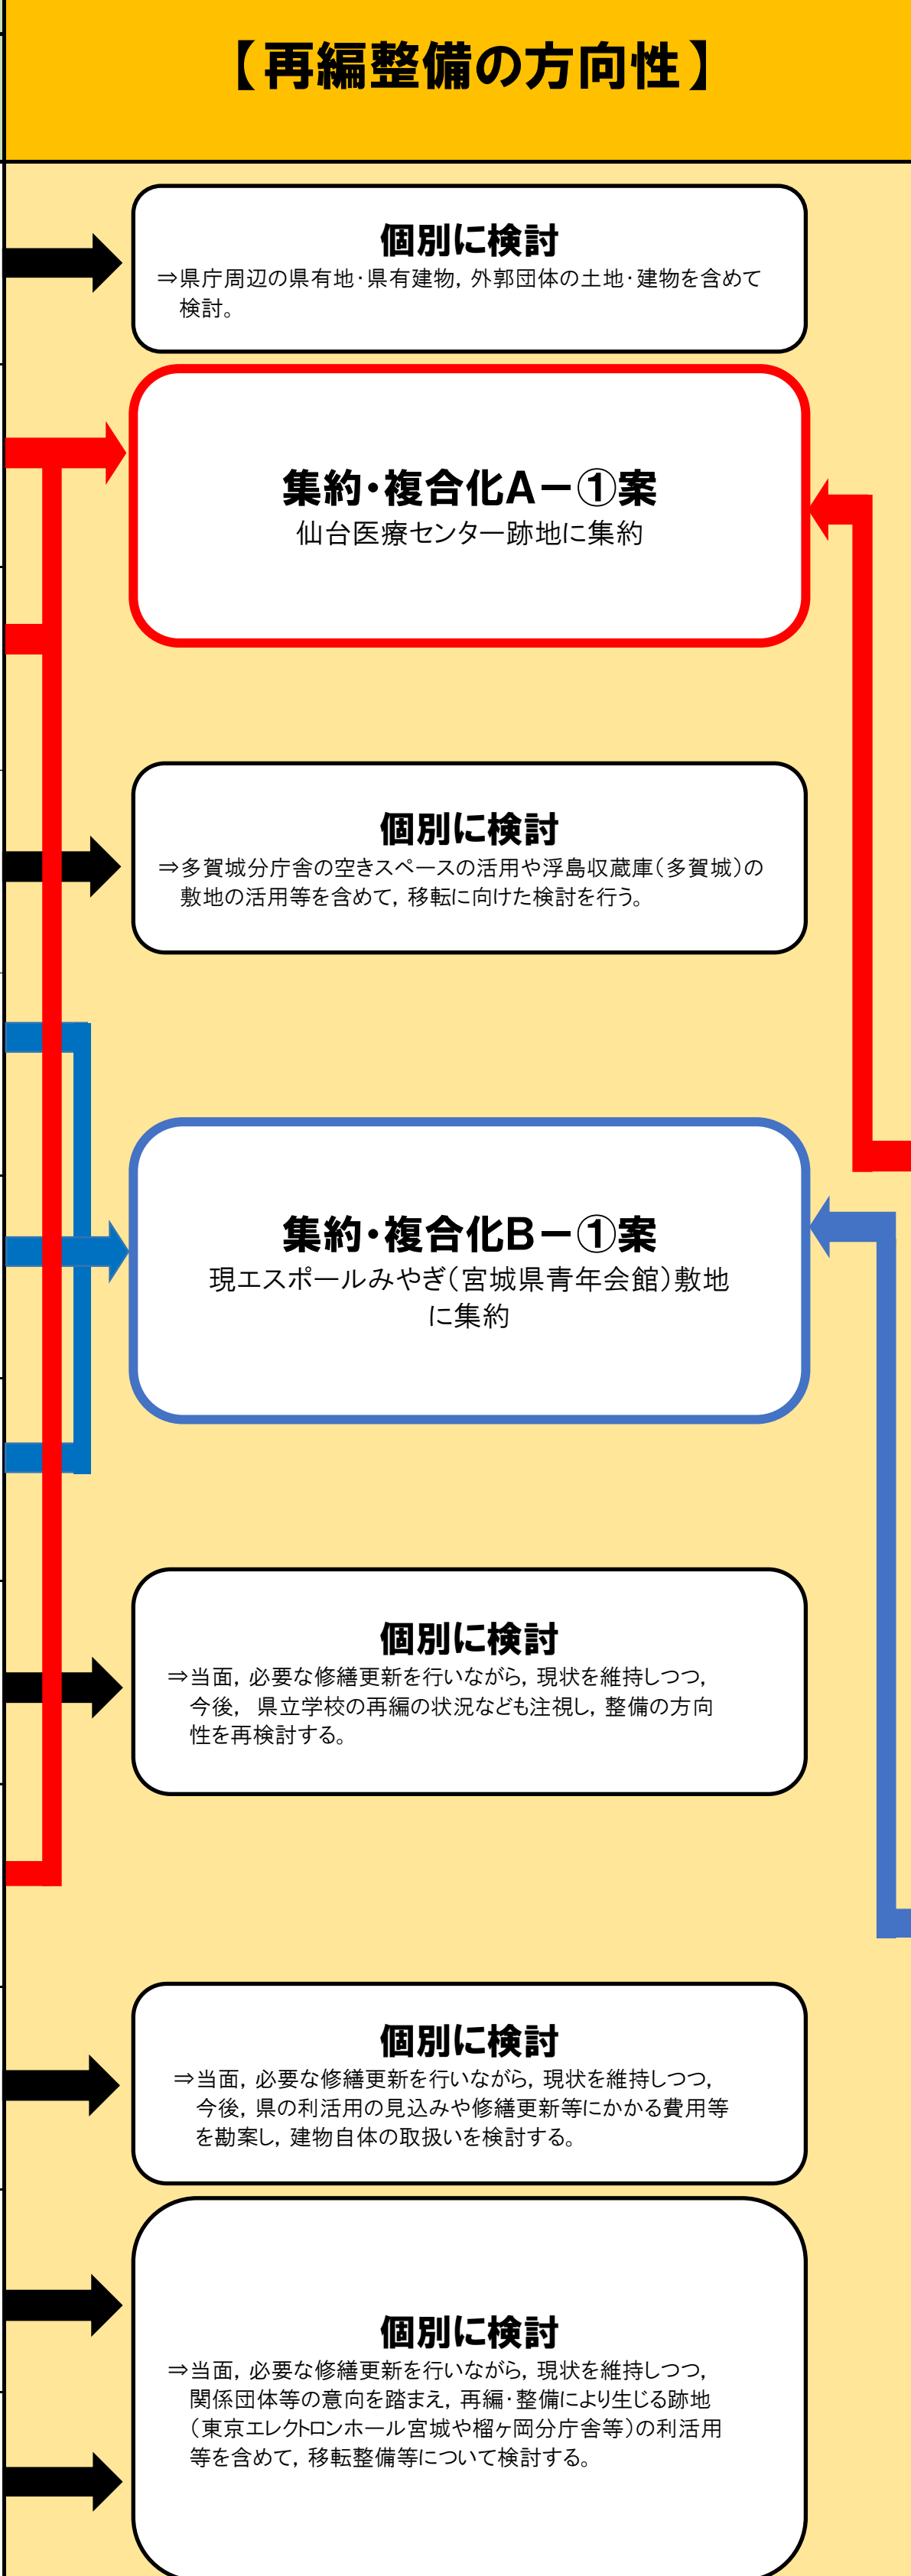 【再編整備の方向性】
個別に検討
⇒県庁周辺の県有地・県有建物，外郭団体の土地・建物を含めて
検討。
集約・複合化A－①案
仙台医療センター跡地に集約
個別に検討
⇒多賀城分庁舎の空きスペースの活用や浮島収蔵庫（多賀城）の
敷地の活用等を含めて，移転に向けた検討を行う。
集約・複合化B－①案
現エスポールみやぎ（宮城県青年会館）敷地
に集約
個別に検討
⇒当面，必要な修繕更新を行いながら，現状を維持しつつ，
今後，　県立学校の再編の状況なども注視し，整備の方向
性を再検討する。
個別に検討
⇒当面，必要な修繕更新を行いながら，現状を維持しつつ，
今後，県の利活用の見込みや修繕更新等にかかる費用等
を勘案し，建物自体の取扱いを検討する。
個別に検討
⇒当面，必要な修繕更新を行いながら，現状を維持しつつ，
関係団体等の意向を踏まえ，再編・整備により生じる跡地
（東京エレクトロンホール宮城や榴ヶ岡分庁舎等）の利活用
等を含めて，移転整備等について検討する。